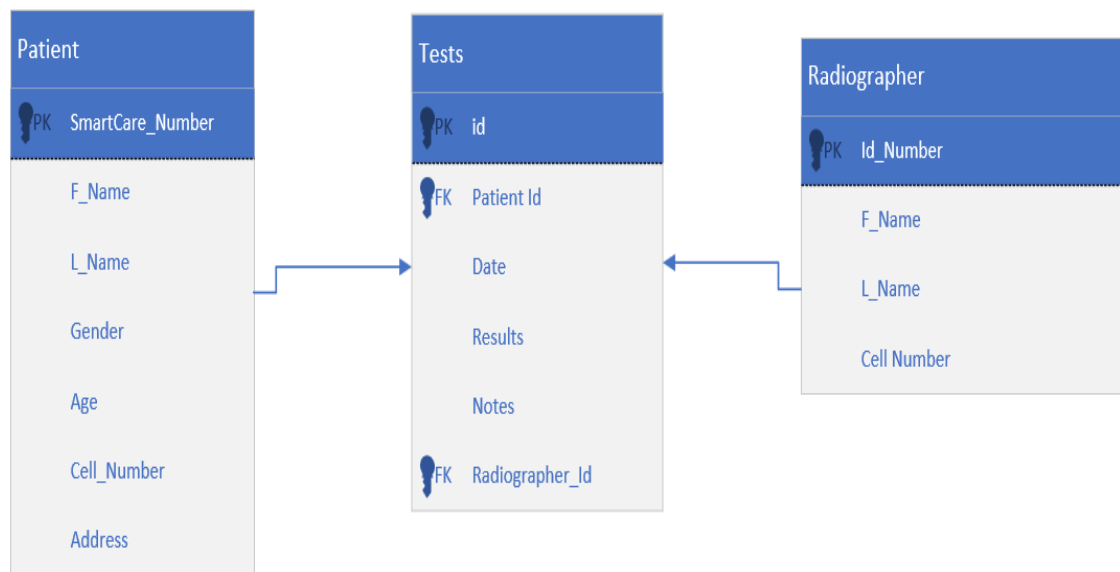 Patient
PK SmartCare_Number
F_Name
L_Name
Gender
Age
Cell_Number
Address
Tests
PK id
FK Patient Id
Date
Results
Notes
FK Radiographer_Id
Radiographer
PK Id_Number
F_Name
L_Name
Cell Number